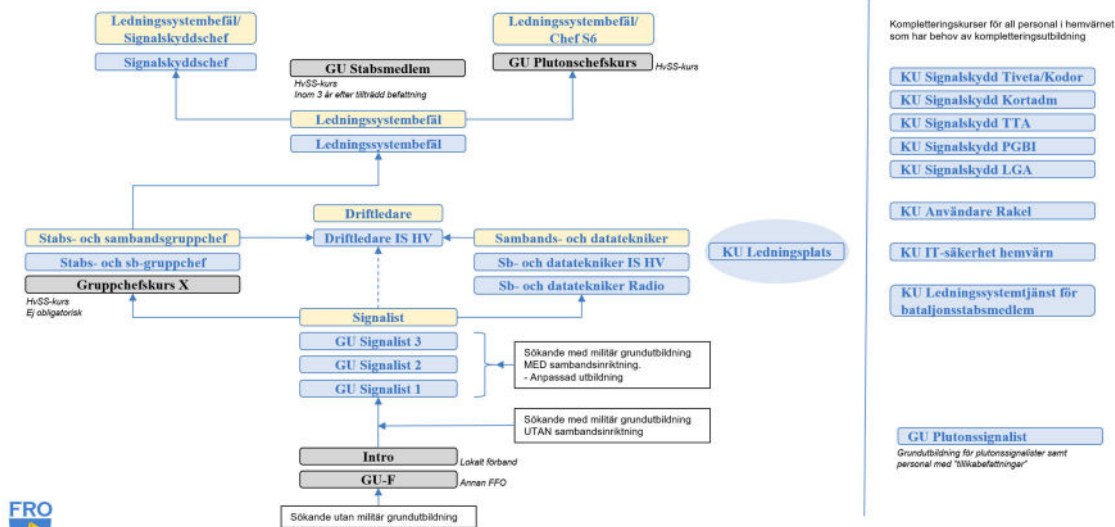 Ledningssystembefäl/
Signalskyddschef
Signalskyddschef
Ledningssystembefäl/
Chef S6
GU Plutonschefskurs
HvSS-kurs
GU Stabsmedlem
HvSS-kurs
Inom 3 år efter tillträdd befattning
Ledningssystembefäl
Ledningssystembefäl
Driftledare
Driftledare IS HV
Stabs- och sambandsgruppchef
Stabs- och sb-gruppchef
Gruppchefskurs X
HvSS-kurs
Ej obligatorisk
Sambands- och datatekniker
Sb- och datatekniker IS HV
Sb- och datatekniker Radio
KU Ledningsplats
Signalist
GU Signalist 3
GU Signalist 2
GU Signalist 1
Sökande med militär grundutbildning
MED sambandsinriktning.
- Anpassad utbildning
Sökande med militär grundutbildning
UTAN sambandsinriktning
Intro
Lokalt förband
GU-F
Annan FFO
Sökande utan militär grundutbildning
FRO
Kompletteringskurser för all personal i hemvärnet
som har behov av kompletteringsutbildning
KU Signalskydd Tiveta/Kodor
KU Signalskydd Kortadm
KU Signalskydd TTA
KU Signalskydd PGBI
KU Signalskydd LGA
KU Användare Rakel
KU IT-säkerhet hemvärn
KU Ledningssystemtjänst för
bataljonsstabsmedlem
GU Plutonssignalist
Grundutbildning för plutonssignalister samt
personal med "tillikabefattningar"